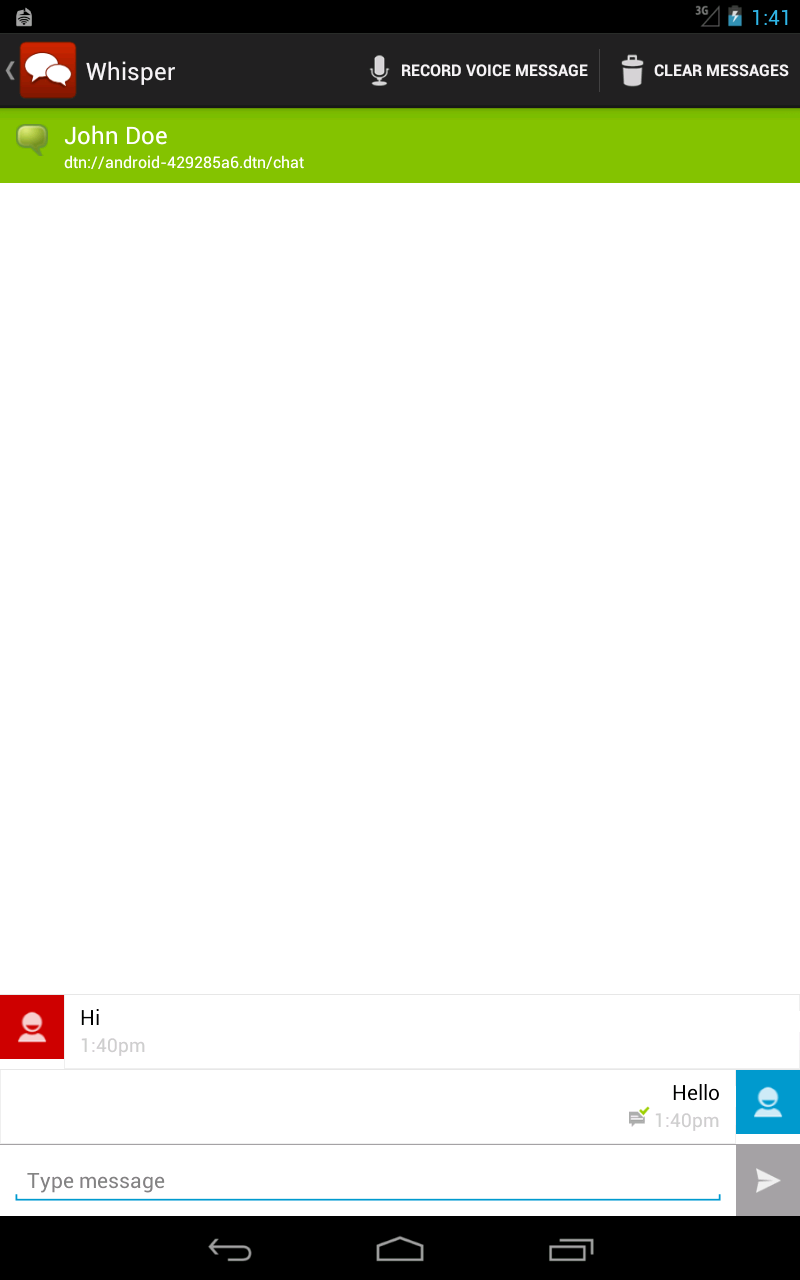 3G 1:41
Whisper RECORD VOICE MESSAGE CLEAR MESSAGES
John Doe
dtn://android-429285a6.dtn/chat
Hi
1:40pm
Hello
1:40pm
Type message